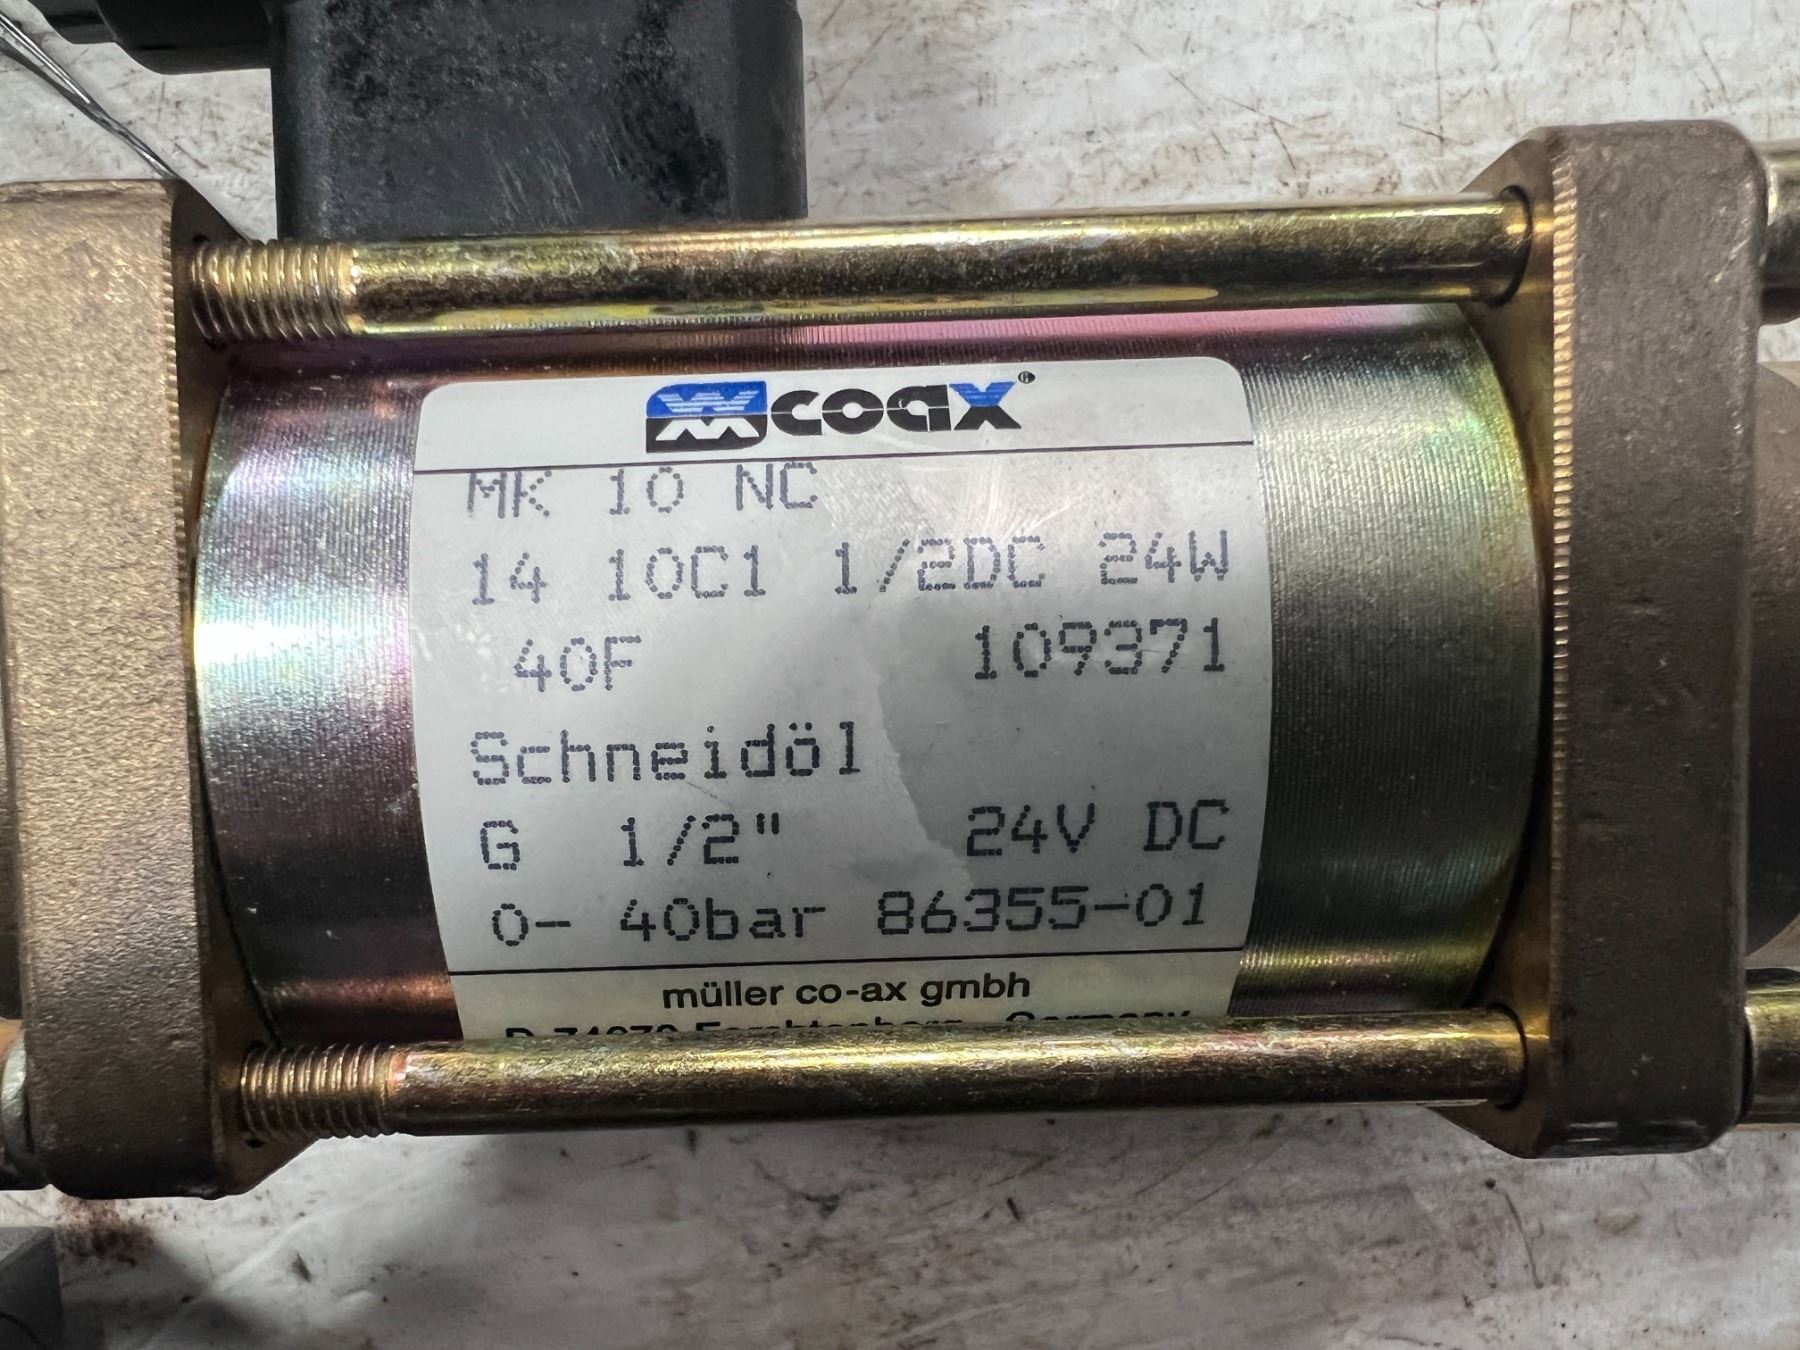 coax®
MK 10 NC
14 10C1 1/2DC 24W
40F 109371
Schneidöl
G 1/2" 24V DC
0- 40bar 86355-01
müller co-ax gmbh
Germany